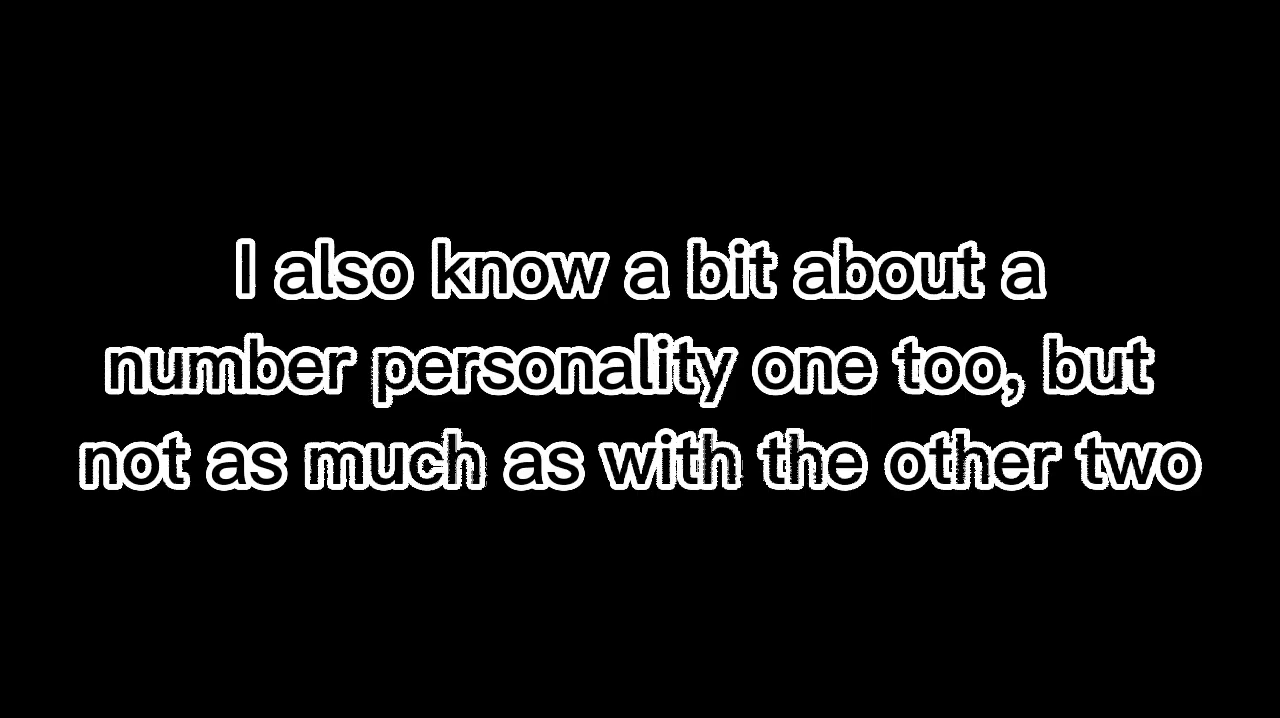 I also know a bit about a
number personality one too, but
not as much as with the other two